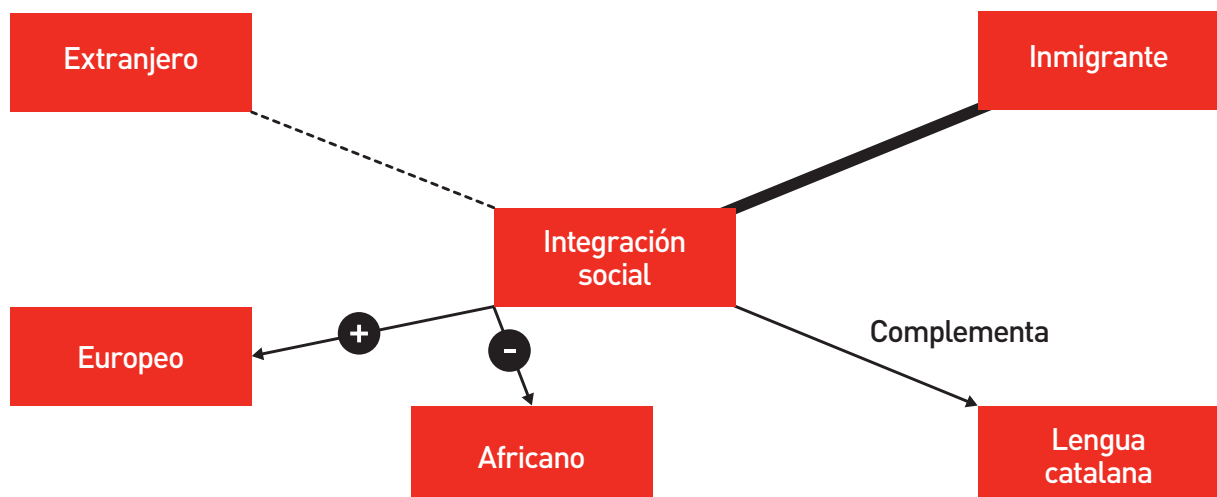 Extranjero
Inmigrante
Integración
social
Europeo
+
-
Complementa
Africano
Lengua
catalana